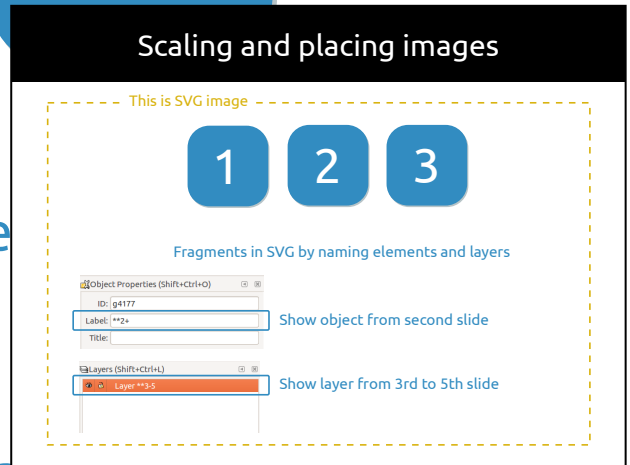 Scaling and placing images
This is SVG image
1 2 3
e
Fragments in SVG by naming elements and layers
Object Properties (Shift+Ctrl+O)
ID: g4177
Label: **2+
Show object from second slide
Title:
Layers (Shift+Ctrl+L)
Layer **3-5
Show layer from 3rd to 5th slide